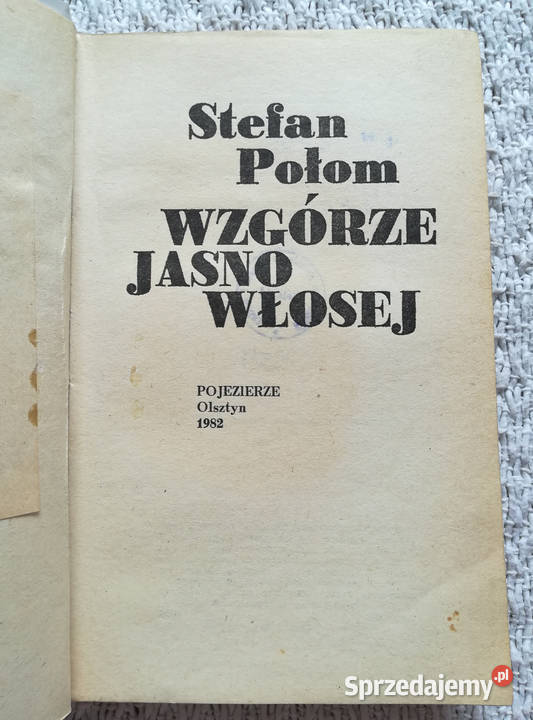 Stefan
Połom
WZGÓRZE
JASNO
WŁOSEJ
POJEZIERZE
Olsztyn
1982
Sprzedajemy.pl